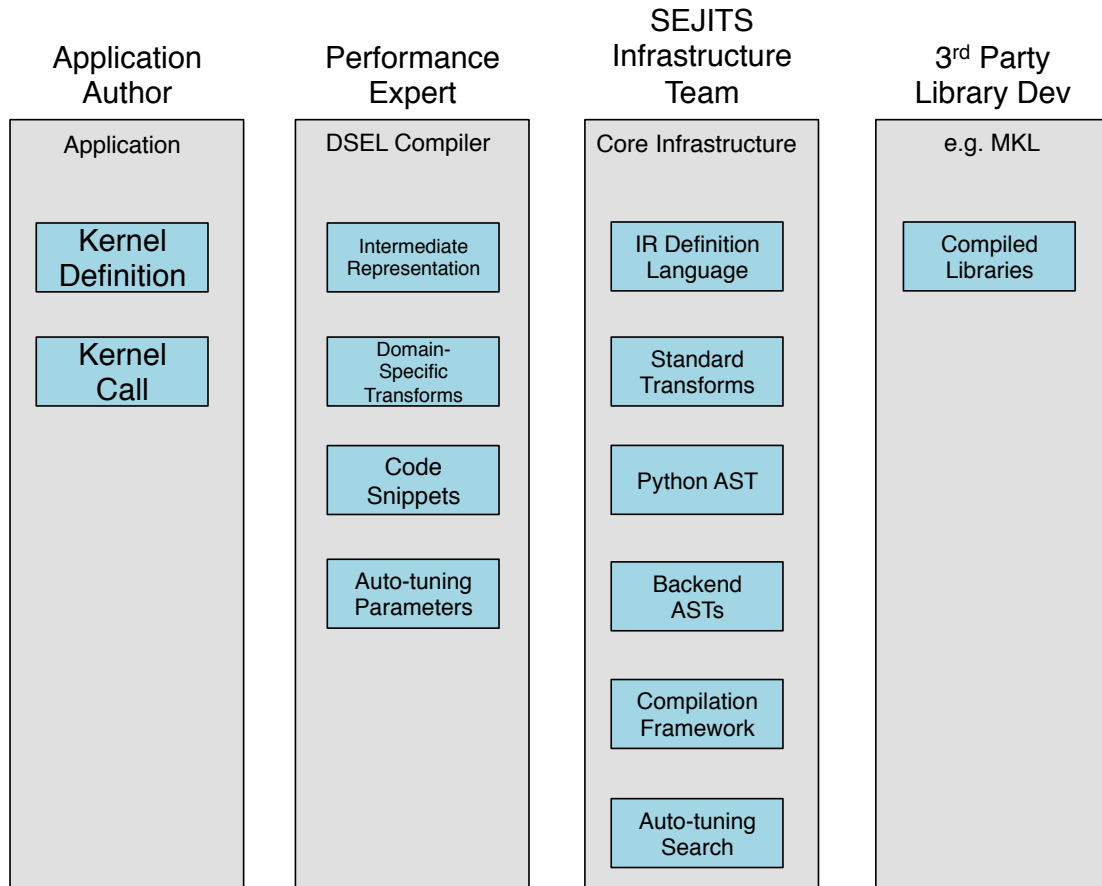 Application
Author
Application
Kernel
Definition
Kernel
Call
Performance
Expert
DSEL Compiler
Intermediate
Representation
Domain-
Specific
Transforms
Code
Snippets
Auto-tuning
Parameters
SEJITS
Infrastructure
Team
Core Infrastructure
IR Definition
Language
Standard
Transforms
Python AST
Backend
ASTs
Compilation
Framework
Auto-tuning
Search
3rd Party
Library Dev
e.g. MKL
Compiled
Libraries